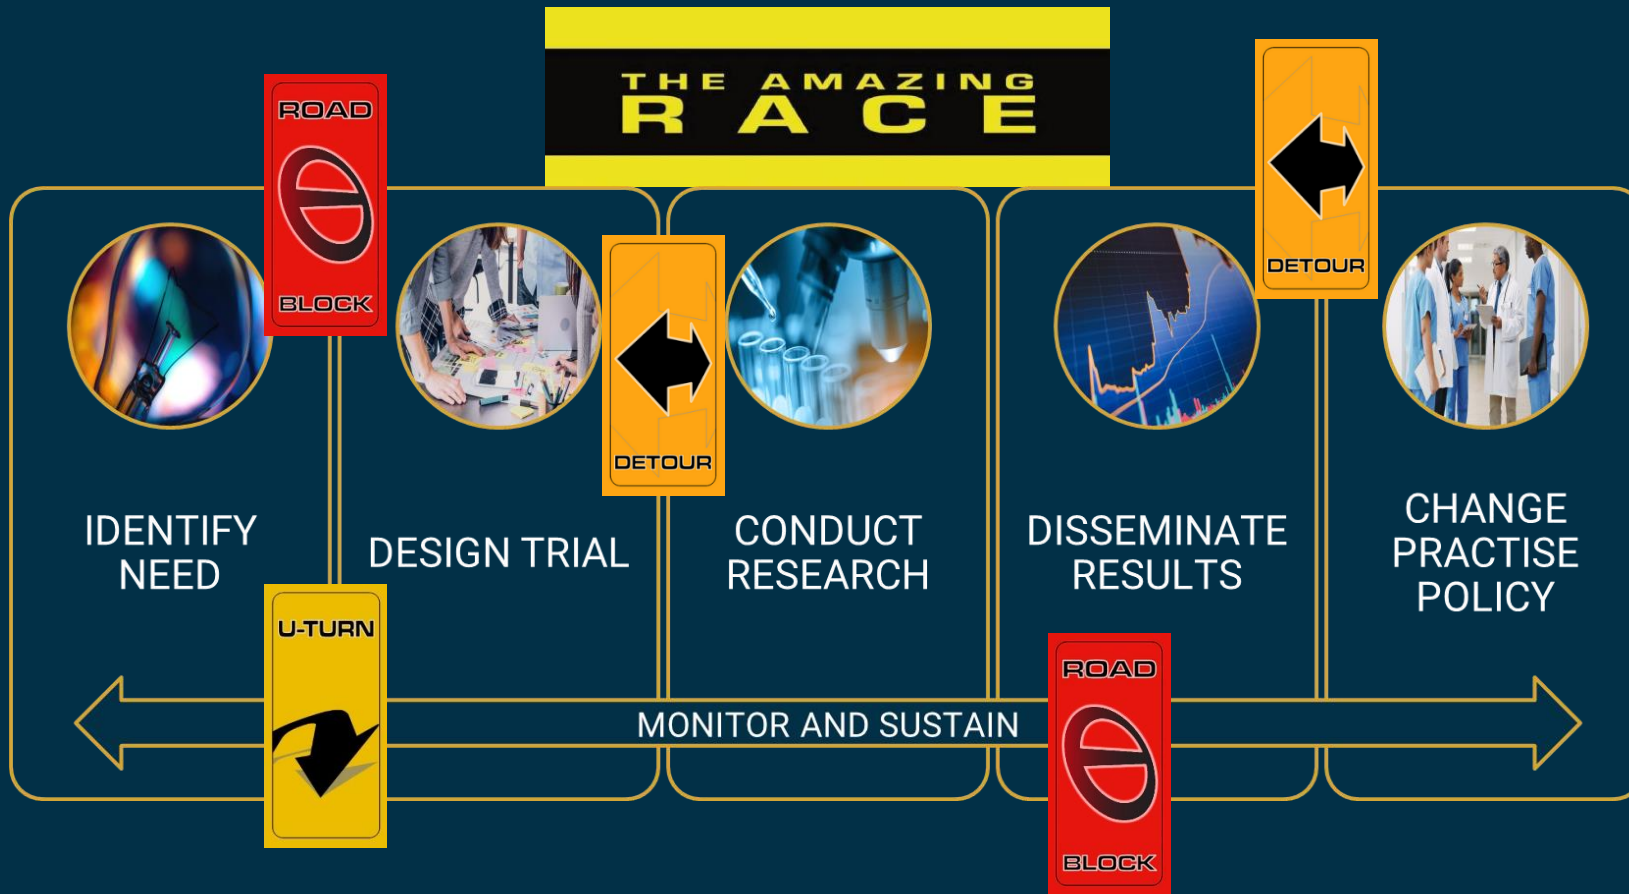 THE AMAZING
RACE
ROAD
BLOCK
DETOUR
DETOUR
IDENTIFY
NEED
DESIGN TRIAL
CONDUCT
RESEARCH
DISSEMINATE
RESULTS
CHANGE
PRACTISE
POLICY
U-TURN
MONITOR AND SUSTAIN
ROAD
BLOCK